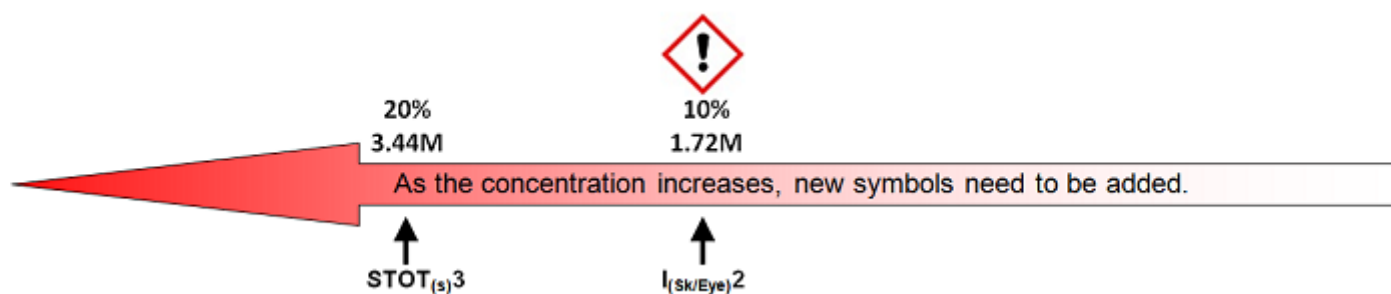 20%
3.44M
10%
1.72M
As the concentration increases, new symbols need to be added.
STOT(s)3
I(Sk/Eye)2